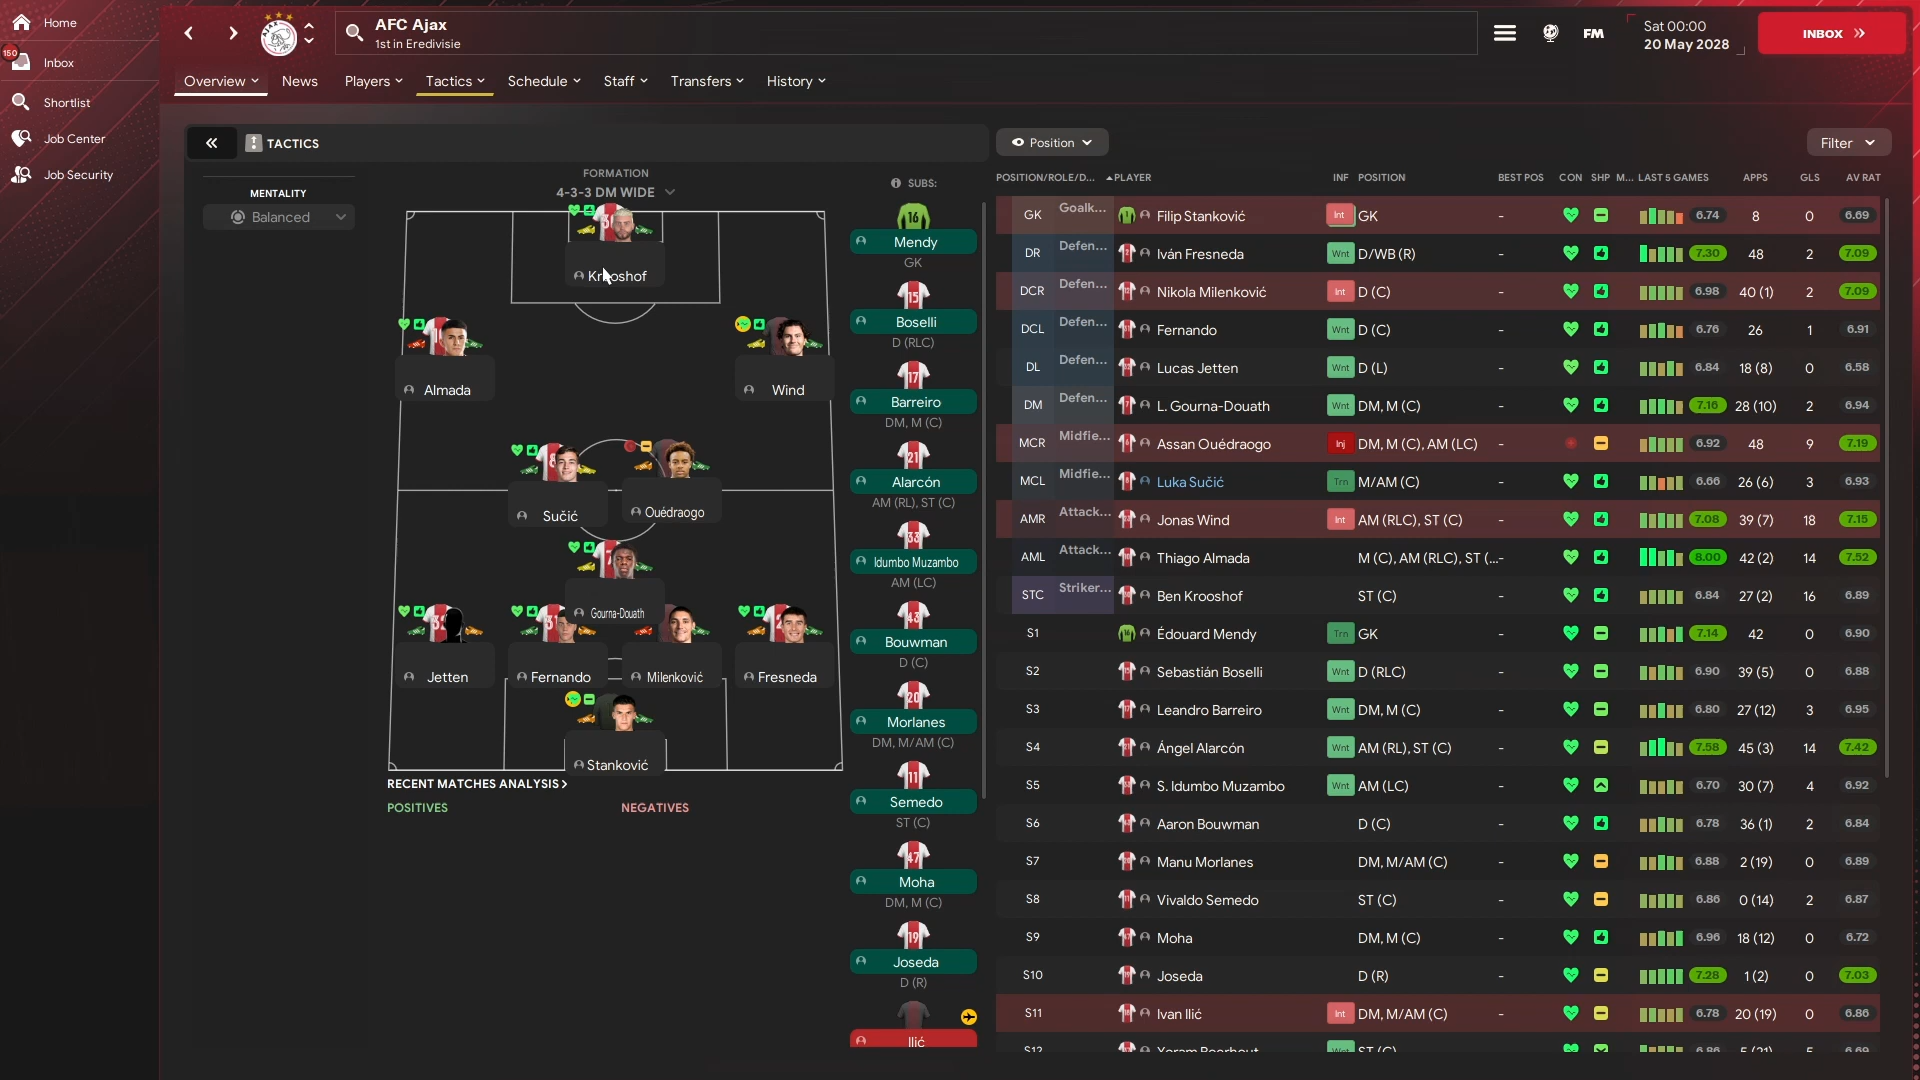 Home
150
Inbox
Shortlist
Job Center
Job Security
AFC Ajax
1st in Eredivisie
FM
Sat 00:00
20 May 2028
INBOX
Overview
News
Players
Tactics
Schedule
Staff
Transfers
History
TACTICS
MENTALITY
Balanced
FORMATION
4-3-3 DM WIDE
Krooshof
Almada
Wind
Sučić
Ouédraogo
Gourna-Douath
Jetten
Fernando
Milenković
Fresneda
Stanković
RECENT MATCHES ANALYSIS
POSITIVES
NEGATIVES
SUBS:
16
Mendy
GK
15
Boselli
D (RLC)
17
Barreiro
DM, M (C)
21
Alarcón
AM (RL), ST (C)
33
Idumbo Muzambo
AM (LC)
43
Bouwman
D (C)
20
Morlanes
DM, M/AM (C)
11
Semedo
ST (C)
47
Moha
DM, M (C)
19
Joseda
D (R)
Ilić
Position
Filter
POSITION/ROLE/D... PLAYER INF POSITION BEST POS CON SHP M... LAST 5 GAMES APPS GLS AV RAT
GK Goalk... Filip Stanković Int GK - 6.74 8 0 6.69
DR Defen... Iván Fresneda Wnt D/WB (R) - 7.30 48 2 7.09
DCR Defen... Nikola Milenković Int D (C) - 6.98 40 (1) 2 7.09
DCL Defen... Fernando Wnt D (C) - 6.76 26 1 6.91
DL Defen... Lucas Jetten Wnt D (L) - 6.84 18 (8) 0 6.58
DM Defen... L. Gourna-Douath Wnt DM, M (C) - 7.16 28 (10) 2 6.94
MCR Midfie... Assan Ouédraogo Inj DM, M (C), AM (LC) - 6.92 48 9 7.19
MCL Midfie... Luka Sučić Trn M/AM (C) - 6.66 26 (6) 3 6.93
AMR Attack... Jonas Wind Int AM (RLC), ST (C) - 7.08 39 (7) 18 7.15
AML Attack... Thiago Almada M (C), AM (RLC), ST (...- 8.00 42 (2) 14 7.52
STC Striker... Ben Krooshof ST (C) - 6.84 27 (2) 16 6.89
S1 Édouard Mendy Trn GK - 7.14 42 0 6.90
S2 Sebastián Boselli Wnt D (RLC) - 6.90 39 (5) 0 6.88
S3 Leandro Barreiro Wnt DM, M (C) - 6.80 27 (12) 3 6.95
S4 Ángel Alarcón Wnt AM (RL), ST (C) - 7.58 45 (3) 14 7.42
S5 S. Idumbo Muzambo Wnt AM (LC) - 6.70 30 (7) 4 6.92
S6 Aaron Bouwman D (C) - 6.78 36 (1) 2 6.84
S7 Manu Morlanes DM, M/AM (C) - 6.88 2 (19) 0 6.89
S8 Vivaldo Semedo ST (C) - 6.86 0 (14) 2 6.87
S9 Moha DM, M (C) - 6.96 18 (12) 0 6.72
S10 Joseda D (R) - 7.28 1 (2) 0 7.03
S11 Ivan Ilić Int DM, M/AM (C) - 6.78 20 (19) 0 6.86